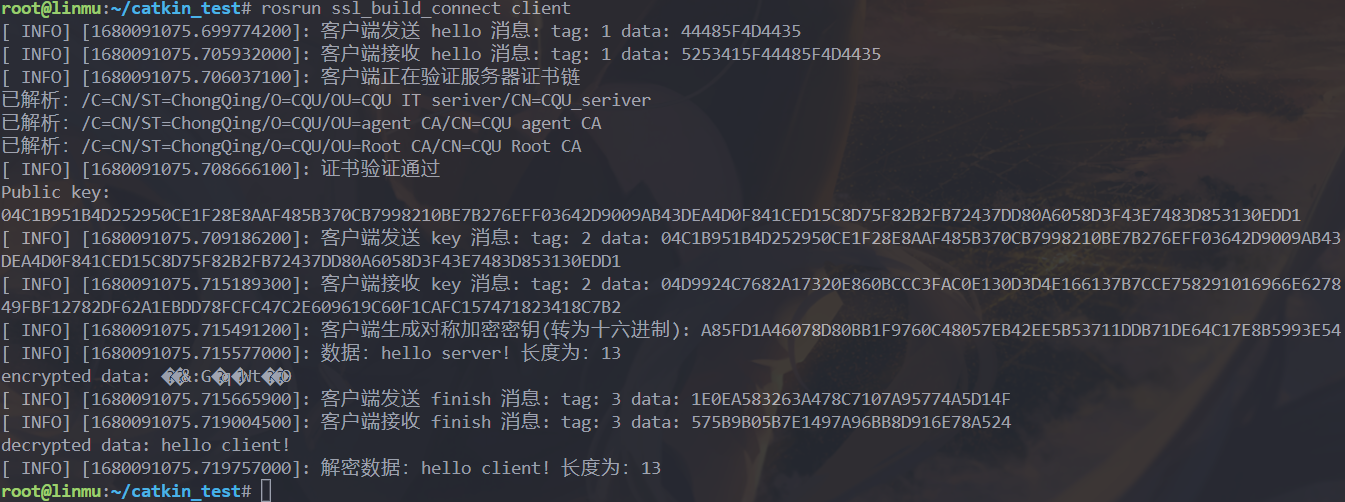 root@linmu:~/catkin_test# rosrun ssl_build_connect client
[ INFO] [1680091075.699774200]: 客户端发送 hello 消息: tag: 1 data: 44485F4D4435
[ INFO] [1680091075.705932000]: 客户端接收 hello 消息: tag: 1 data: 5253415F44485F4D4435
[ INFO] [1680091075.706037100]: 客户端正在验证服务器证书链
已解析: /C=CN/ST=ChongQing/O=CQU/OU=CQU IT seriver/CN=CQU_seriver
已解析: /C=CN/ST=ChongQing/O=CQU/OU=agent CA/CN=CQU agent CA
已解析: /C=CN/ST=ChongQing/O=CQU/OU=Root CA/CN=CQU Root CA
[ INFO] [1680091075.708666100]: 证书验证通过
Public key:
04C1B951B4D252950CE1F28E8AAF485B370CB7998210BE7B276EFF03642D9009AB43DEA4D0F841CED15C8D75F82B2FB72437DD80A6058D3F43E7483D853130EDD1
[ INFO] [1680091075.709186200]: 客户端发送 key 消息: tag: 2 data: 04C1B951B4D252950CE1F28E8AAF485B370CB7998210BE7B276EFF03642D9009AB43
DEA4D0F841CED15C8D75F82B2FB72437DD80A6058D3F43E7483D853130EDD1
[ INFO] [1680091075.715189300]: 客户端接收 key 消息: tag: 2 data: 04D9924C7682A17320E860BCCC3FAC0E130D3D4E166137B7CCE758291016966E6278
49FBF12782DF62A1EBDD78FCFC47C2E609619C60F1CAFC157471823418C7B2
[ INFO] [1680091075.715491200]: 客户端生成对称加密密钥(转为十六进制): A85FD1A46078D80BB1F9760C48057EB42EE5B53711DDB71DE64C17E8B5993E54
[ INFO] [1680091075.715577000]: 数据: hello server! 长度为: 13
encrypted data:
[ INFO] [1680091075.715665900]: 客户端发送 finish 消息: tag: 3 data: 1E0EA583263A478C7107A95774A5D14F
[ INFO] [1680091075.719004500]: 客户端接收 finish 消息: tag: 3 data: 575B9B05B7E1497A96BB8D916E78A524
decrypted data: hello client!
[ INFO] [1680091075.719757000]: 解密数据: hello client! 长度为: 13
root@linmu:~/catkin_test#